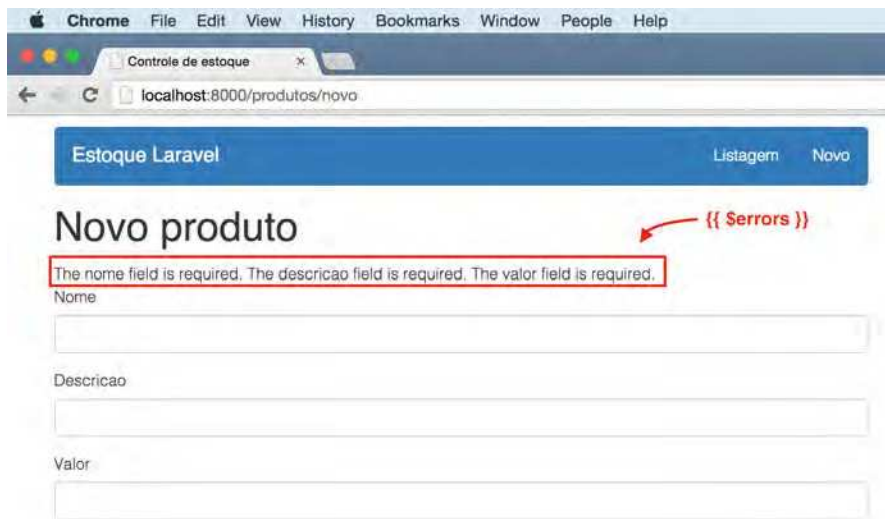 Chrome File Edit View History Bookmarks Window People Help
Controle de estoque ×
localhost:8000/produtos/novo
Estoque Laravel Listagem Novo
Novo produto
{{ $errors }}
The nome field is required. The descricao field is required. The valor field is required.
Nome
Descricao
Valor